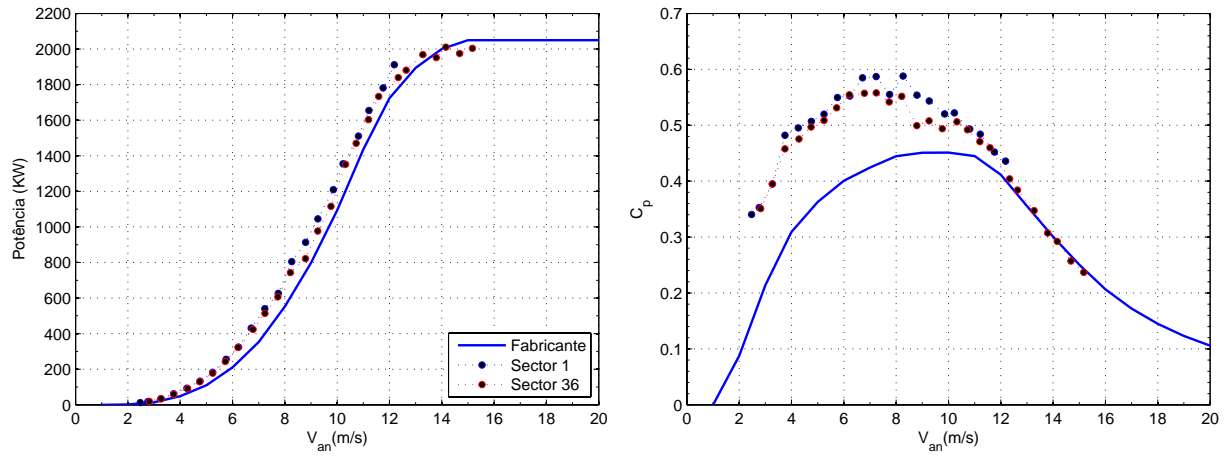 2200
2000
1800
1600
1400
1200
1000
800
600
400
200
0
Potência (KW)
0 2 4 6 8 10 12 14 16 18 20
V_an(m/s)
Fabricante
Sector 1
Sector 36
0.7
0.6
0.5
0.4
0.3
0.2
0.1
0
C_p
0 2 4 6 8 10 12 14 16 18 20
V_an(m/s)